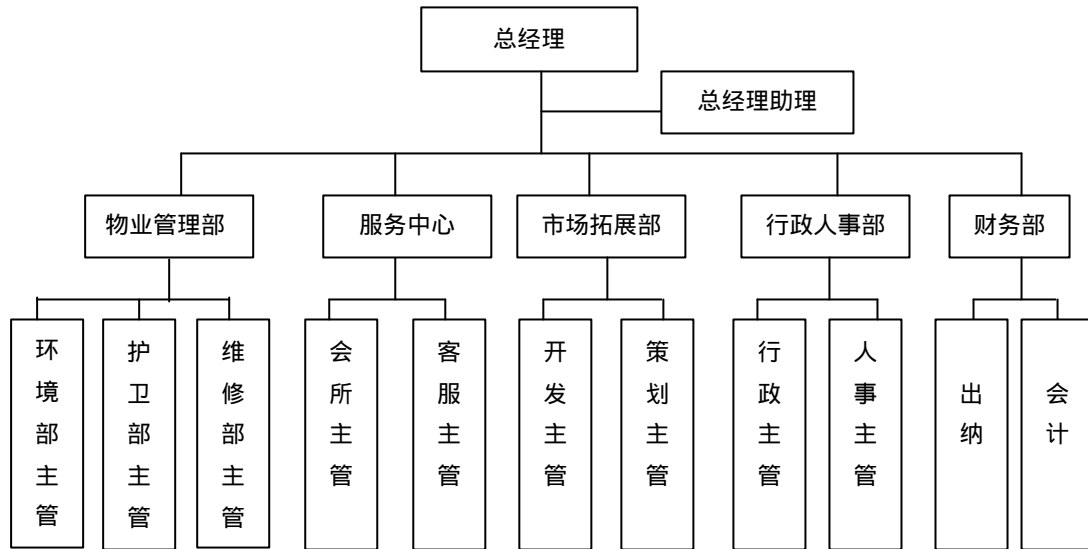 总经理
总经理助理
物业管理部
服务中心
市场拓展部
行政人事部
财务部
环境部主管
护卫部主管
维修部主管
会所主管
客服主管
开发主管
策划主管
行政主管
人事主管
出纳
会计